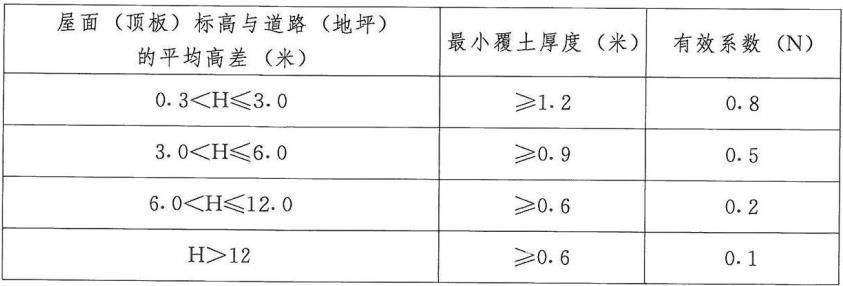 屋面（顶板）标高与道路（地坪）
的平均高差（米）
最小覆土厚度（米）
有效系数（N）
0.3<H≤3.0
≥1.2
0.8
3.0<H≤6.0
≥0.9
0.5
6.0<H≤12.0
≥0.6
0.2
H>12
≥0.6
0.1